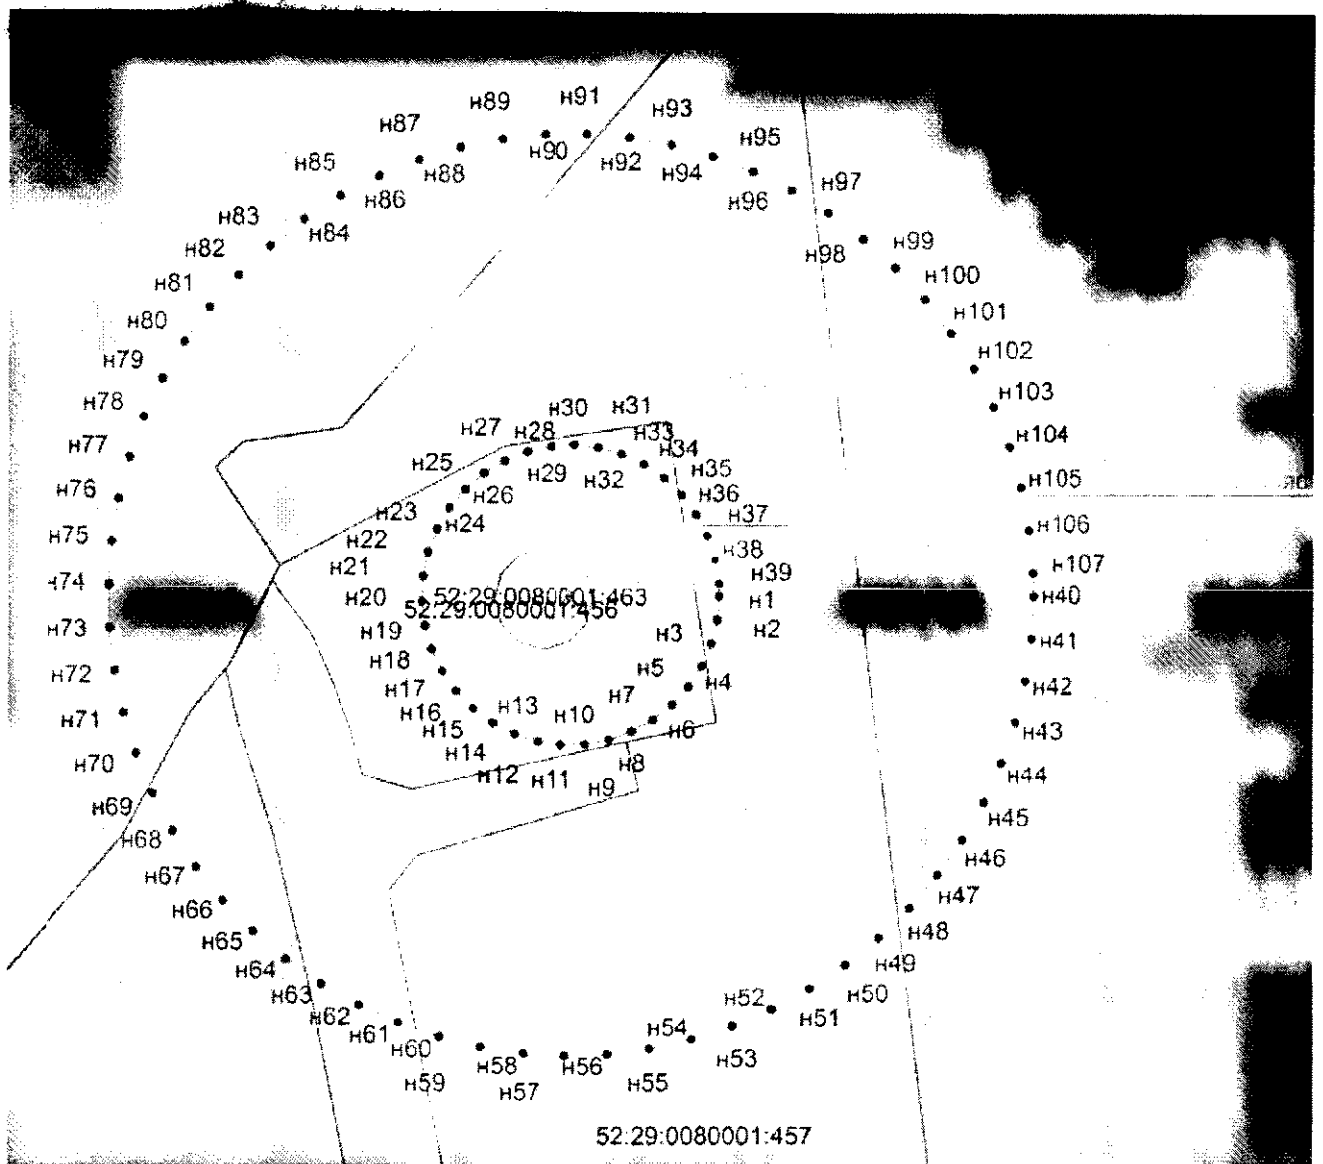 н91
н89
н93
н87
н90
н92
н95
н88
н94
н85
н86
н96
н97
н83
н84
н98
н99
н82
н81
н100
н80
н101
н79
н102
н78
н103
н30
н31
н27
н28
н33
н77
н104
н25
н29
н32
н34
н35
н76
н26
н36
н105
н23
н24
н37
н75
н22
н106
н38
н21
н39
н107
н74
н20
52:29:0080001:463
52:29:0080001:456
н1
н40
н73
н19
н3
н2
н41
н18
н5
н72
н17
н4
н42
н7
н71
н16
н13
н10
н6
н43
н15
н70
н14
н12
н11
н9
н8
н44
н69
н45
н68
н46
н67
н47
н66
н48
н65
н49
н64
н50
н63
н52
н51
н62
н61
н54
н53
н60
н58
н56
н59
н57
н55
52:29:0080001:457